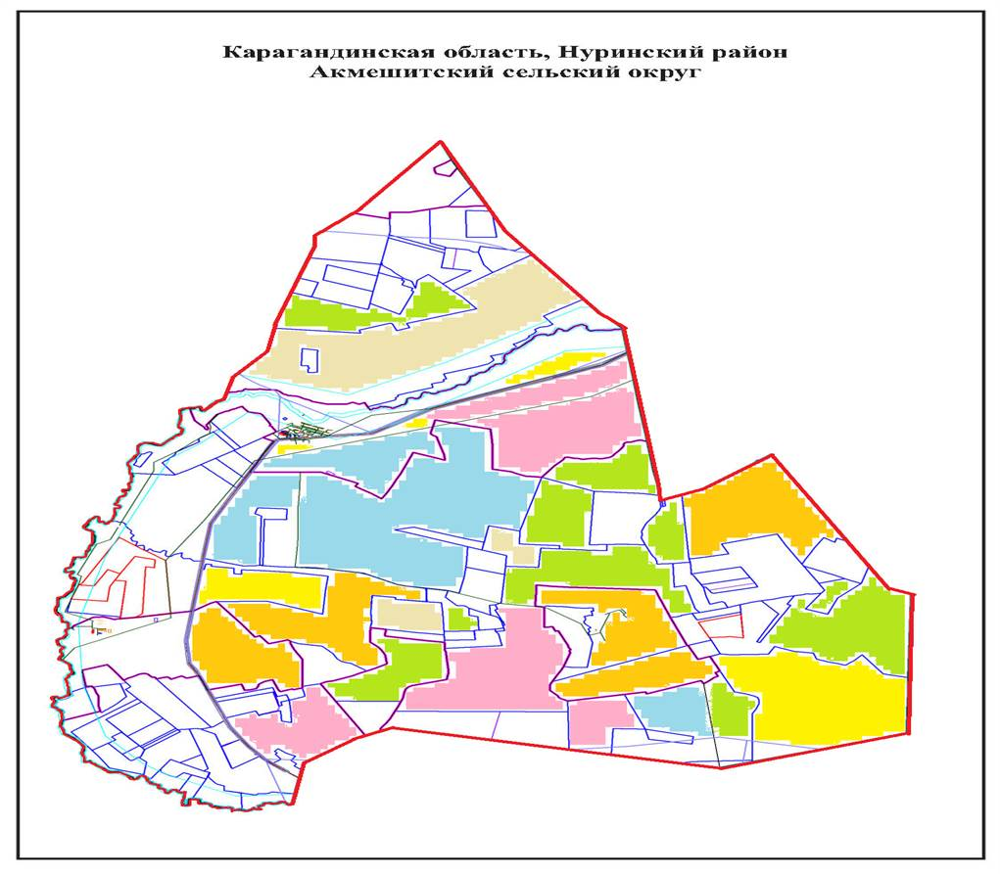 Карагандинская область, Нуринский район
Акмешитский сельский округ